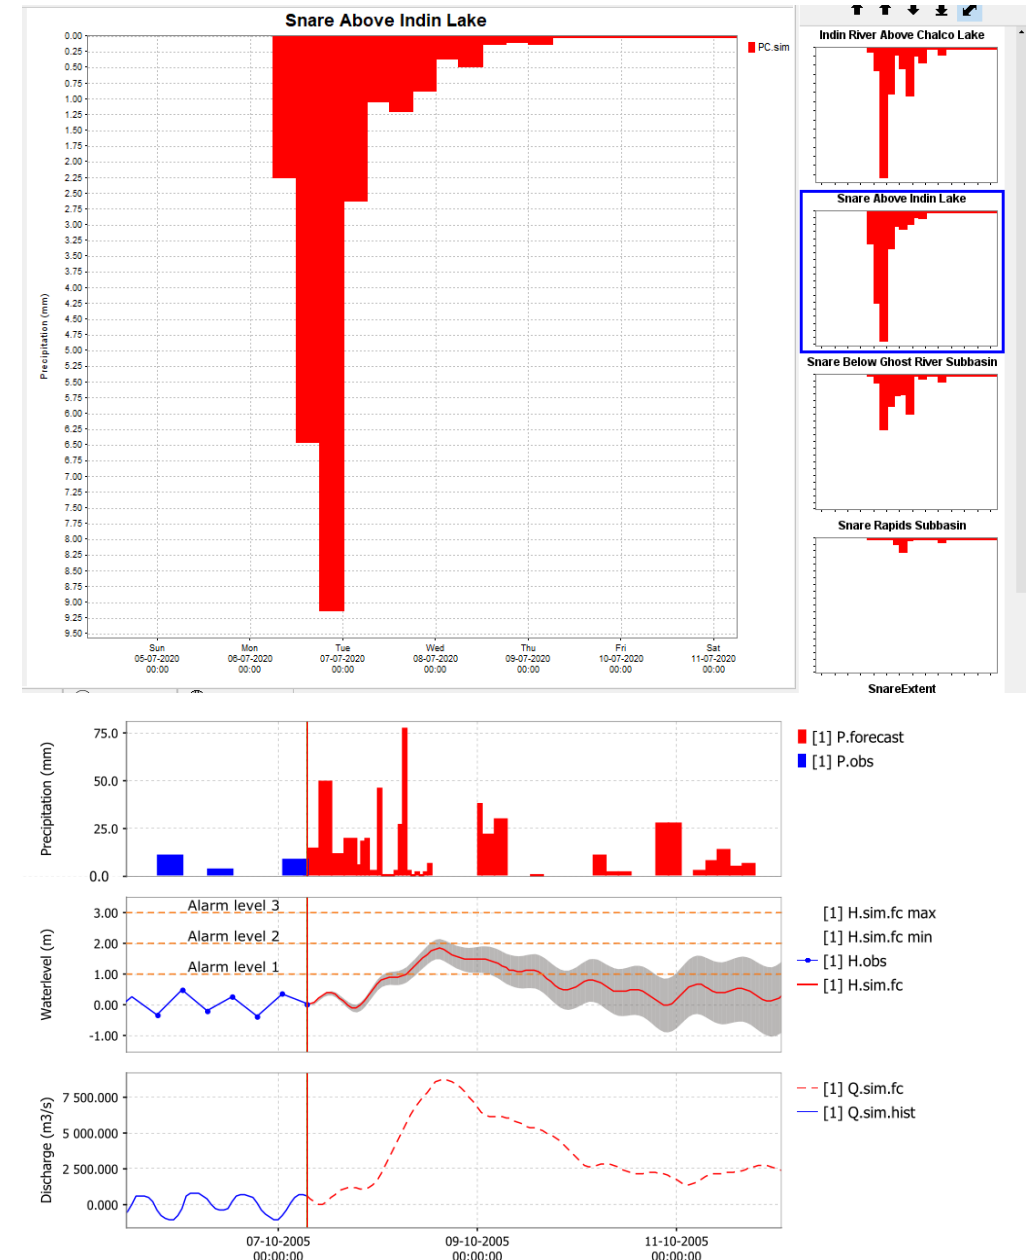 Snare Above Indin Lake
PC.sim
Precipitation (mm)
0.00
0.25
0.50
0.75
1.00
1.25
1.50
1.75
2.00
2.25
2.50
2.75
3.00
3.25
3.50
3.75
4.00
4.25
4.50
4.75
5.00
5.25
5.50
5.75
6.00
6.25
6.50
6.75
7.00
7.25
7.50
7.75
8.00
8.25
8.50
8.75
9.00
9.25
9.50
Sun Mon Tue Wed Thu Fri Sat
05-07-2020 06-07-2020 07-07-2020 08-07-2020 09-07-2020 10-07-2020 11-07-2020
00:00 00:00 00:00 00:00 00:00 00:00 00:00
Indin River Above Chalco Lake
Snare Above Indin Lake
Snare Below Ghost River Subbasin
Snare Rapids Subbasin
SnareExtent
Precipitation (mm)
75.0
50.0
25.0
0.0
[1] P.forecast
[1] P.obs
Waterlevel (m)
3.00
2.00
1.00
0.00
-1.00
Alarm level 3
Alarm level 2
Alarm level 1
[1] H.sim.fc max
[1] H.sim.fc min
[1] H.obs
[1] H.sim.fc
Discharge (m3/s)
7 500.000
5 000.000
2 500.000
0.000
[1] Q.sim.fc
[1] Q.sim.hist
07-10-2005 09-10-2005 11-10-2005
00:00:00 00:00:00 00:00:00